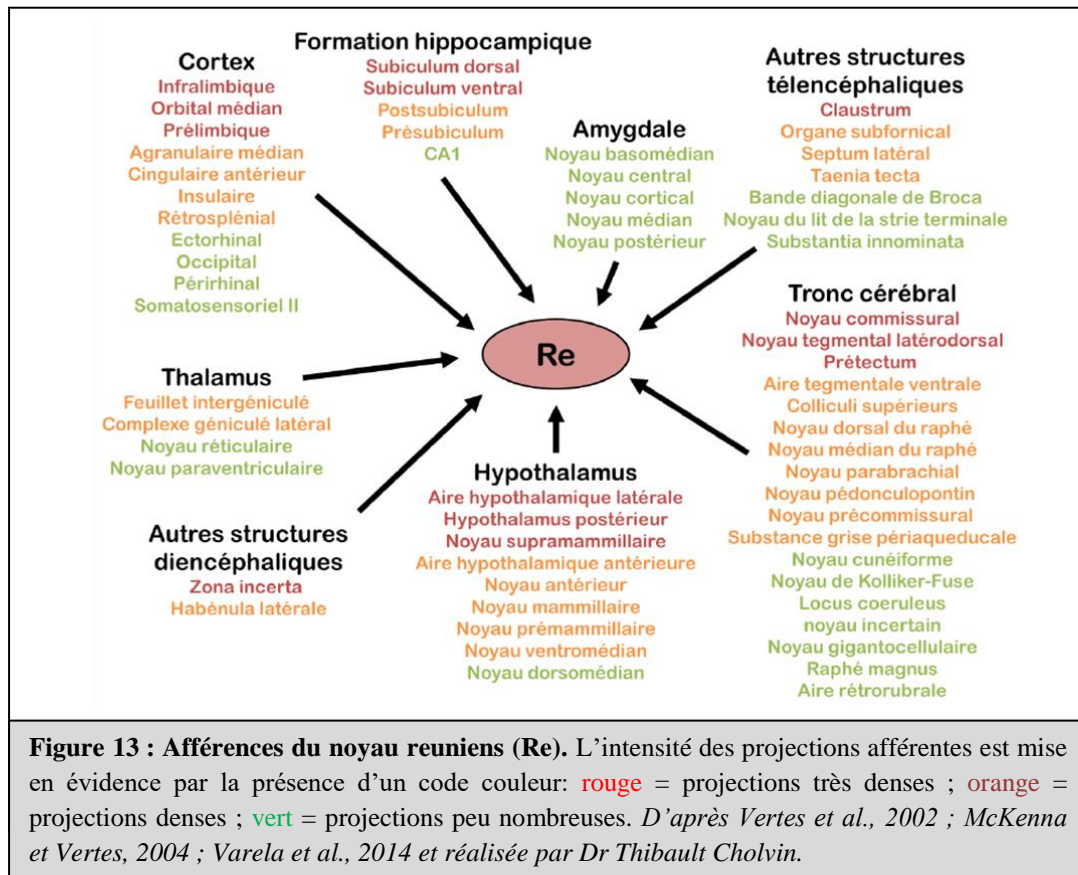 Formation hippocampique
Subiculum dorsal
Subiculum ventral
Postsubiculum
Présubiculum
CA1
Cortex
Infralimbique
Orbital médian
Prélimbique
Agranulaire médian
Cingulaire antérieur
Insulaire
Rétrosplénial
Ectorhinal
Occipital
Périrhinal
Somatosensoriel II
Amygdale
Noyau basomédian
Noyau central
Noyau cortical
Noyau médian
Noyau postérieur
Autres structures
télencéphaliques
Claustrum
Organe subfornical
Septum latéral
Taenia tecta
Bande diagonale de Broca
Noyau du lit de la strie terminale
Substantia innominata
Re
Thalamus
Feuillet intergéniculé
Complexe géniculé latéral
Noyau réticulaire
Noyau paraventriculaire
Tronc cérébral
Noyau commissural
Noyau tegmental latérodorsal
Prétectum
Aire tegmentale ventrale
Colliculi supérieurs
Noyau dorsal du raphé
Noyau médian du raphé
Noyau parabrachial
Noyau pédonculopontin
Noyau précommissural
Substance grise périaqueducale
Noyau cunéiforme
Noyau de Kolliker-Fuse
Locus coeruleus
noyau incertain
Noyau gigantocellulaire
Raphé magnus
Aire rétrorubrale
Autres structures
diencéphaliques
Zona incerta
Habénula latérale
Hypothalamus
Aire hypothalamique latérale
Hypothalamus postérieur
Noyau supramammillaire
Aire hypothalamique antérieure
Noyau antérieur
Noyau mammillaire
Noyau prémammillaire
Noyau ventromédian
Noyau dorsomédian
Figure 13 : Afférences du noyau reuniens (Re). L'intensité des projections afférentes est mise
en évidence par la présence d'un code couleur: rouge = projections très denses ; orange =
projections denses ; vert = projections peu nombreuses. D'après Vertes et al., 2002 ; McKenna
et Vertes, 2004 ; Varela et al., 2014 et réalisée par Dr Thibault Cholvin.